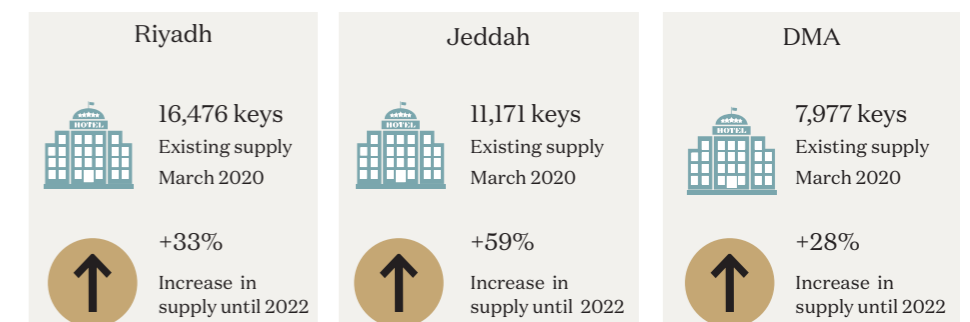 Riyadh
HOTEL
16,476 keys
Existing supply
March 2020
+33%
Increase in
supply until 2022
Jeddah
HOTEL
11,171 keys
Existing supply
March 2020
+59%
Increase in
supply until 2022
DMA
HOTEL
7,977 keys
Existing supply
March 2020
+28%
Increase in
supply until 2022